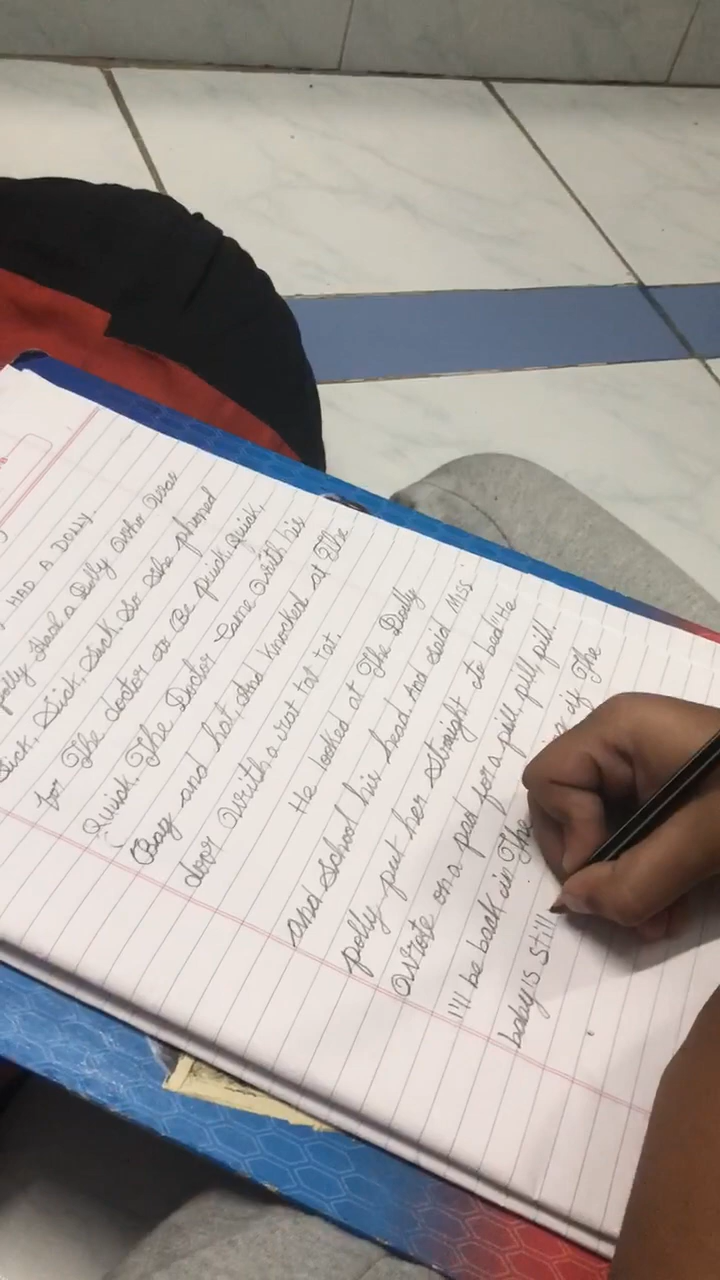 HAD A DOLLY.
polly Had a Dolly who was
Sick, Sick, Sick. So She phoned
for The doctor to Be quick, Quick,
Quick. The Doctor Came with his
Bag and hat, And Knocked at The
door with a rat tat tat.
He looked at The Dolly
and School his head. And Said "Miss
polly put her Straight to bed" He
wrote on a pad for a pill, pill, pill.
I'll be back in The if The
baby is still